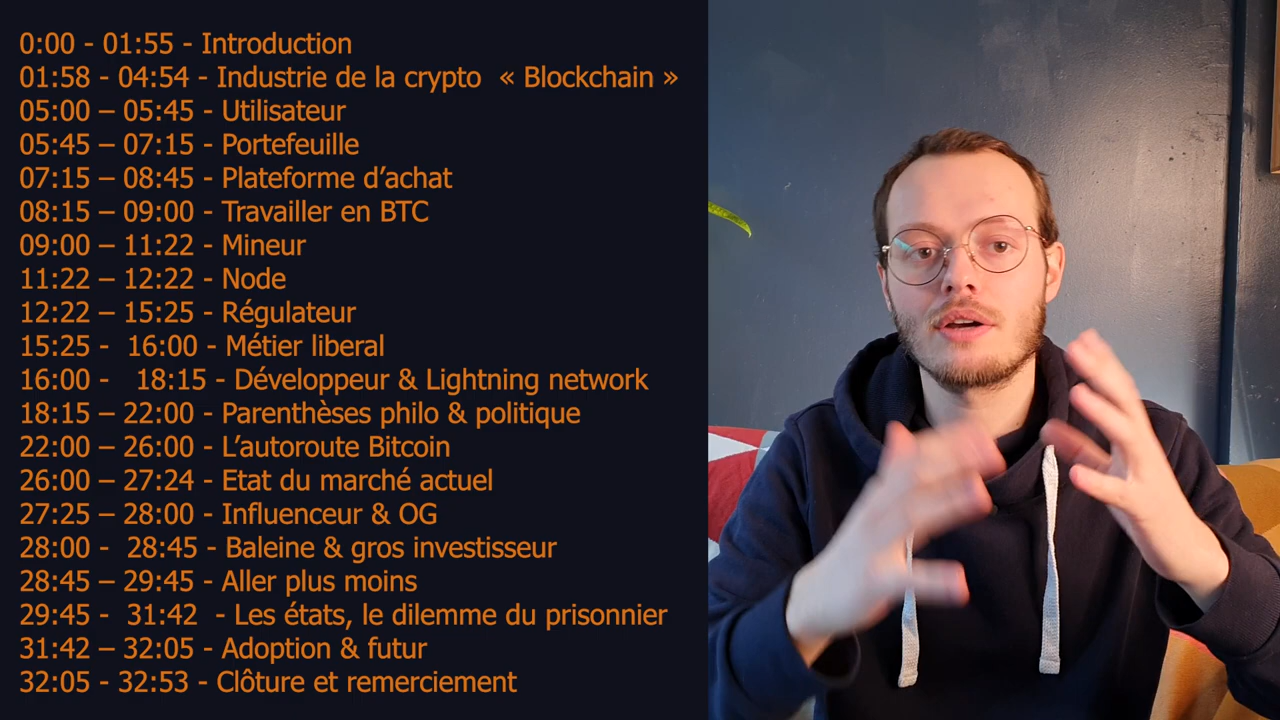 0:00 - 01:55 - Introduction
01:58 - 04:54 - Industrie de la crypto « Blockchain »
05:00 – 05:45 - Utilisateur
05:45 – 07:15 - Portefeuille
07:15 – 08:45 - Plateforme d’achat
08:15 – 09:00 - Travailler en BTC
09:00 – 11:22 - Mineur
11:22 – 12:22 - Node
12:22 – 15:25 - Régulateur
15:25 - 16:00 - Métier liberal
16:00 - 18:15 - Développeur & Lightning network
18:15 – 22:00 - Parenthèses philo & politique
22:00 – 26:00 - L’autoroute Bitcoin
26:00 – 27:24 - Etat du marché actuel
27:25 – 28:00 - Influenceur & OG
28:00 - 28:45 - Baleine & gros investisseur
28:45 – 29:45 - Aller plus moins
29:45 - 31:42 - Les états, le dilemme du prisonnier
31:42 – 32:05 - Adoption & futur
32:05 - 32:53 - Clôture et remerciement